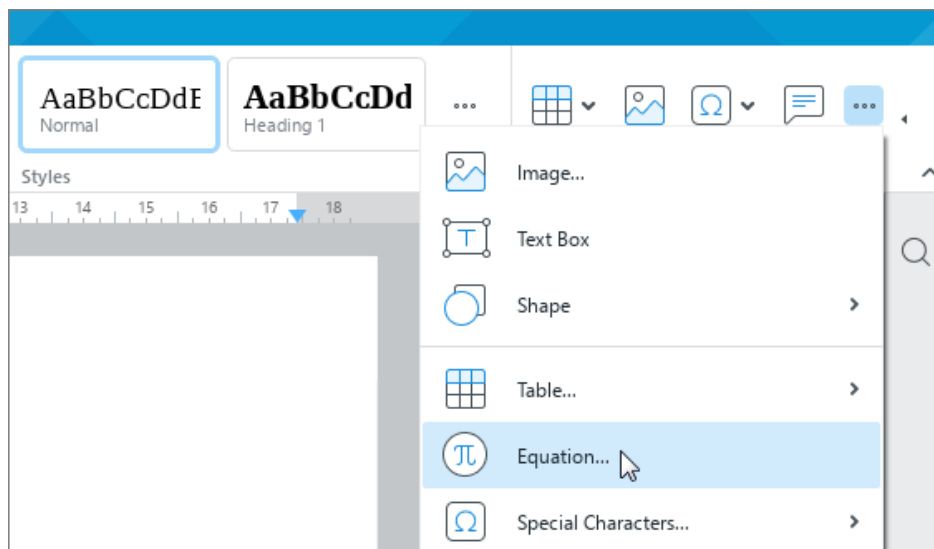 AaBbCcDdE
Normal
AaBbCcDd
Heading 1
Styles
13 14 15 16 17 18
Image...
Text Box
Shape
Table...
Equation...
Special Characters...